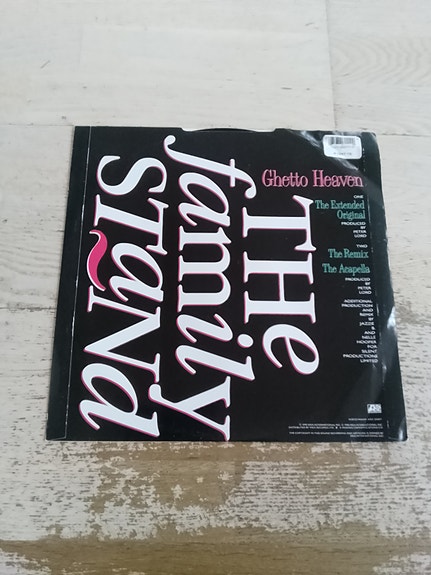 THe
family
STaNd
Ghetto Heaven
ONE
The Extended
Original
PRODUCED
BY
PETER
LORD
TWO
The Remix
The Acapella
PRODUCED
BY
PETER
LORD
ADDITIONAL
PRODUCTION
AND
REMIX
BY
JAZZIE
B
AND
NELLE
HOOPER
FOR
SILENT
PRODUCTIONS
LIMITED